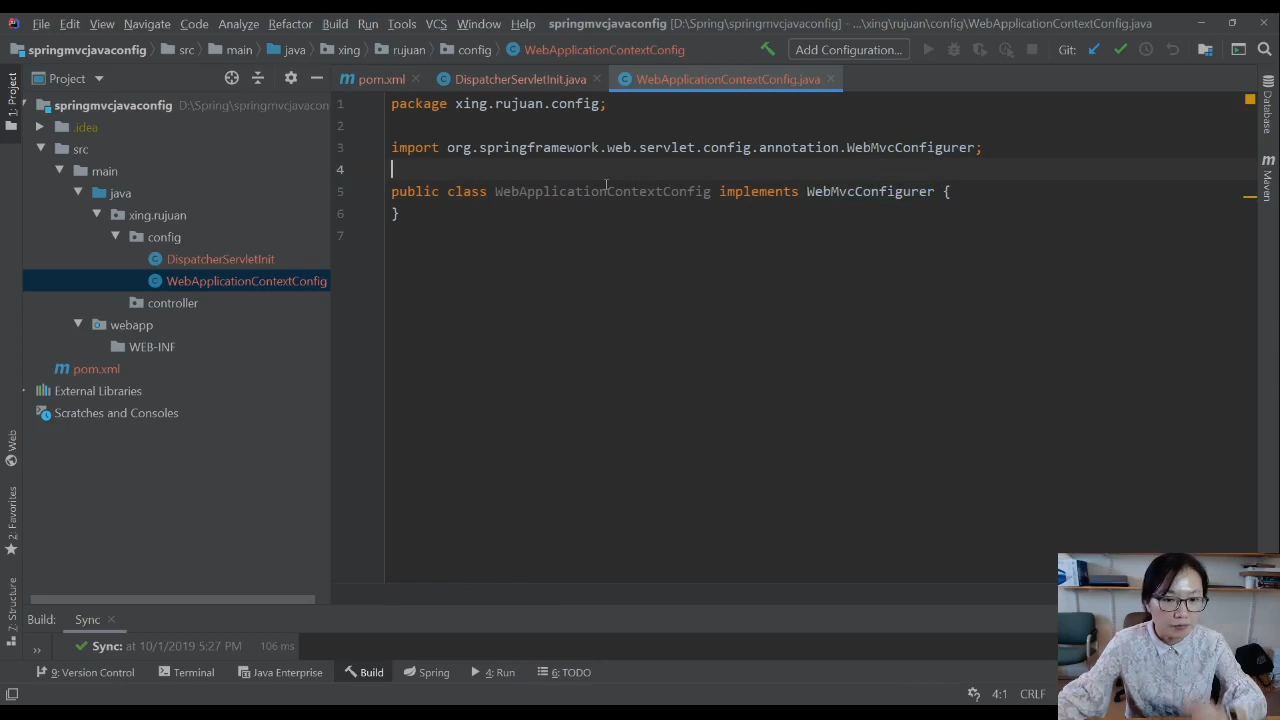 File Edit View Navigate Code Analyze Refactor Build Run Tools VCS Window Help springmvcjavaconfig [D:\Spring\springmvcjavaconfig] - ...\xing\rujuan\config\WebApplicationContextConfig.java
springmvcjavaconfig src main java xing rujuan config WebApplicationContextConfig Add Configuration... Git:
1: Project
Project
pom.xml DispatcherServletInit.java WebApplicationContextConfig.java
springmvcjavaconfig D:\Spring\springmvcjavacon
.idea
src
main
java
xing.rujuan
config
DispatcherServletInit
WebApplicationContextConfig
controller
webapp
WEB-INF
pom.xml
External Libraries
Scratches and Consoles
1 package xing.rujuan.config;
2
3 import org.springframework.web.servlet.config.annotation.WebMvcConfigurer;
4
5 public class WebApplicationContextConfig implements WebMvcConfigurer {
6 }
7
Database
Maven
Web
2: Favorites
7: Structure
Build: Sync
Sync: at 10/1/2019 5:27 PM 106 ms
9: Version Control Terminal Java Enterprise Build Spring 4: Run 6: TODO
4:1 CRLF